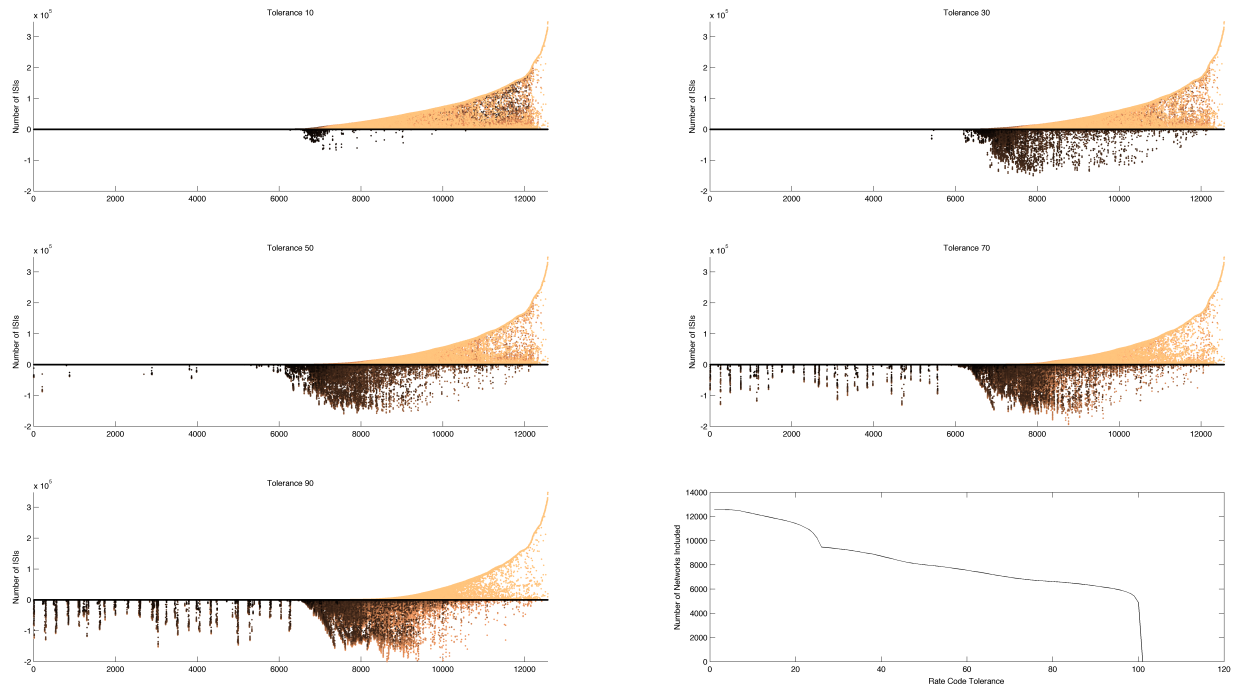 Tolerance 10
x 10^5
Number of ISIs
3
2
1
0
-1
-2
0 2000 4000 6000 8000 10000 12000
Tolerance 30
x 10^5
Number of ISIs
3
2
1
0
-1
-2
0 2000 4000 6000 8000 10000 12000
Tolerance 50
x 10^5
Number of ISIs
3
2
1
0
-1
-2
0 2000 4000 6000 8000 10000 12000
Tolerance 70
x 10^5
Number of ISIs
3
2
1
0
-1
-2
0 2000 4000 6000 8000 10000 12000
Tolerance 90
x 10^5
Number of ISIs
3
2
1
0
-1
-2
0 2000 4000 6000 8000 10000 12000
Number of Networks Included
14000
12000
10000
8000
6000
4000
2000
0
0 20 40 60 80 100 120
Rate Code Tolerance